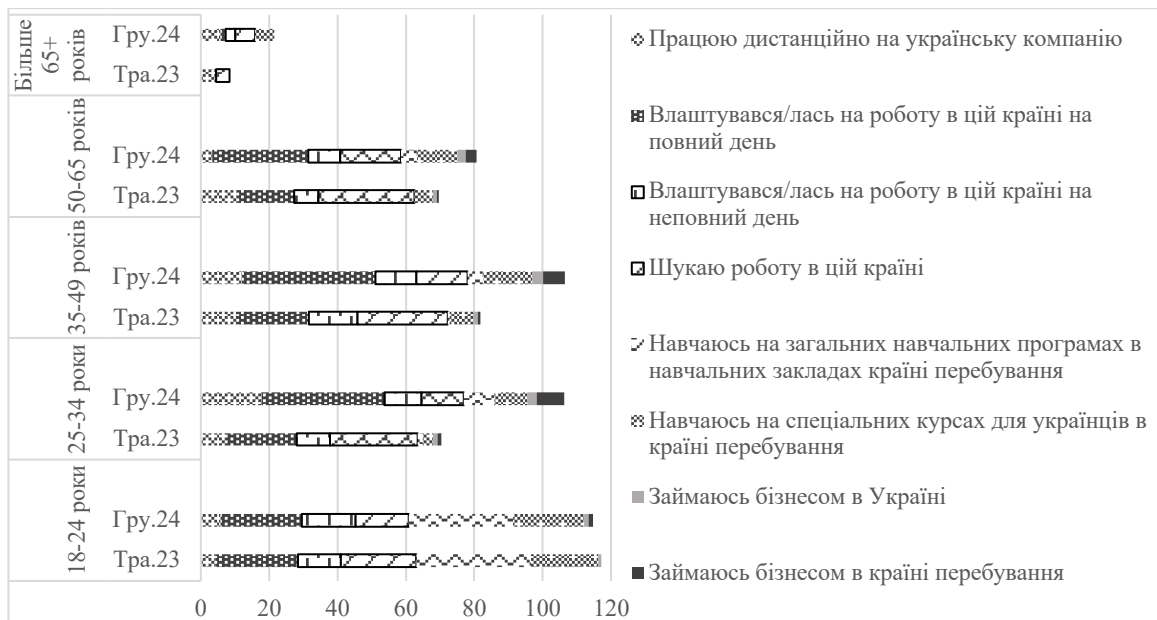 Більше
65+
років
Гру.24
Тра.23
50-65 років
Гру.24
Тра.23
35-49 років
Гру.24
Тра.23
25-34 роки
Гру.24
Тра.23
18-24 роки
Гру.24
Тра.23
0 20 40 60 80 100 120
Працюю дистанційно на українську компанію
Влаштувався/лась на роботу в цій країні на
повний день
Влаштувався/лась на роботу в цій країні на
неповний день
Шукаю роботу в цій країні
Навчаюсь на загальних навчальних програмах в
навчальних закладах країні перебування
Навчаюсь на спеціальних курсах для українців в
країні перебування
Займаюсь бізнесом в Україні
Займаюсь бізнесом в країні перебування